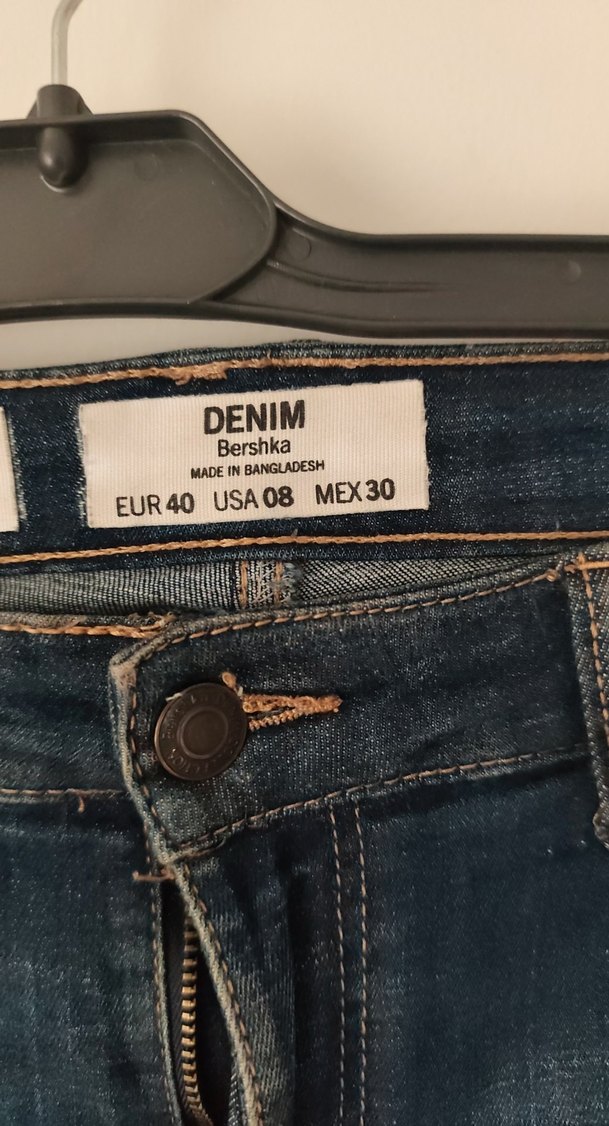 DENIM
Bershka
MADE IN BANGLADESH
EUR 40 USA 08 MEX 30